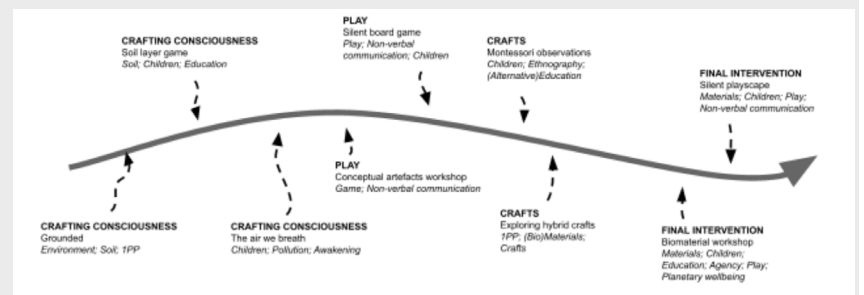 PLAY
Silent board game
Play; Non-verbal
communication; Children
CRAFTING CONSCIOUSNESS
Soil layer game
Soil; Children; Education
CRAFTS
Montessori observations
Children; Ethnography;
(Alternative)Education
FINAL INTERVENTION
Silent playscape
Materials; Children; Play;
Non-verbal communication
PLAY
Conceptual artefacts workshop
Game; Non-verbal communication
CRAFTING CONSCIOUSNESS
Grounded
Environment; Soil; 1PP
CRAFTING CONSCIOUSNESS
The air we breath
Children; Pollution; Awakening
CRAFTS
Exploring hybrid crafts
1PP; (Bio)Materials;
Crafts
FINAL INTERVENTION
Biomaterial workshop
Materials; Children;
Education; Agency; Play;
Planetary wellbeing